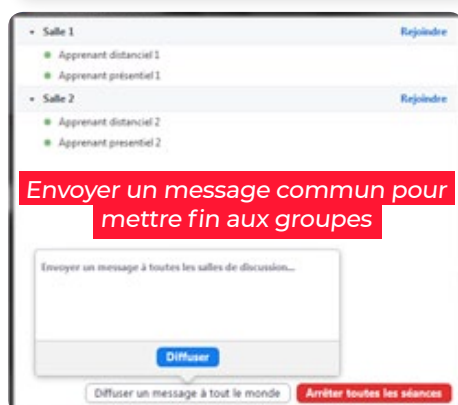 Salle 1 Rejoindre
Apprenant distanciel 1
Apprenant présentiel 1
Salle 2 Rejoindre
Apprenant distanciel 2
Apprenant presentiel 2
Envoyer un message commun pour
mettre fin aux groupes
Envoyer un message à toutes les salles de discussion...
Diffuser
Diffuser un message à tout le monde Arrêter toutes les séances